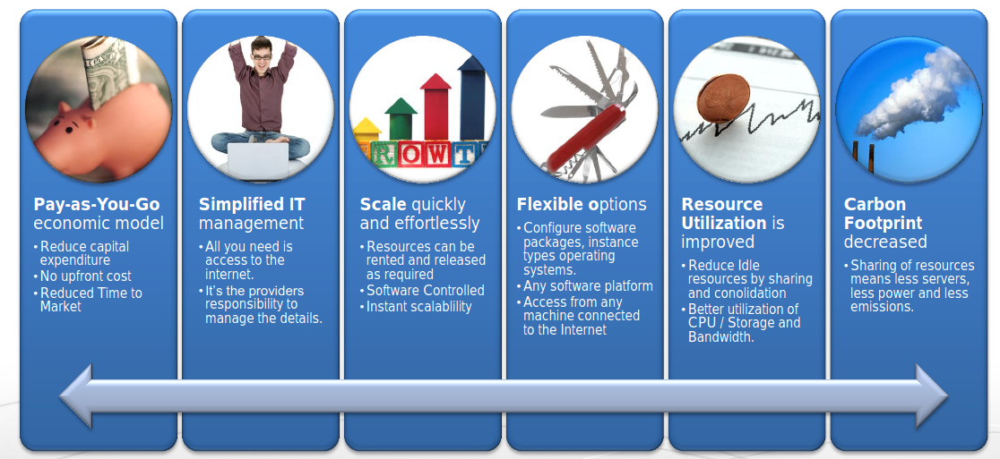 ROWT
Pay-as-You-Go
economic model
• Reduce capital
expenditure
• No upfront cost
• Reduced Time to
Market
Simplified IT
management
• All you need is
access to the
internet.
• It's the providers
responsibility to
manage the details.
Scale quickly
and effortlessly
• Resources can be
rented and released
as required
• Software Controlled
• Instant scalablility
Flexible options
• Configure software
packages, instance
types operating
systems.
• Any software platform
• Access from any
machine connected
to the Internet
Resource
Utilization is
improved
• Reduce Idle
resources by sharing
and conolidation
• Better utilization of
CPU / Storage and
Bandwidth.
Carbon
Footprint
decreased
• Sharing of resources
means less servers,
less power and less
emissions.